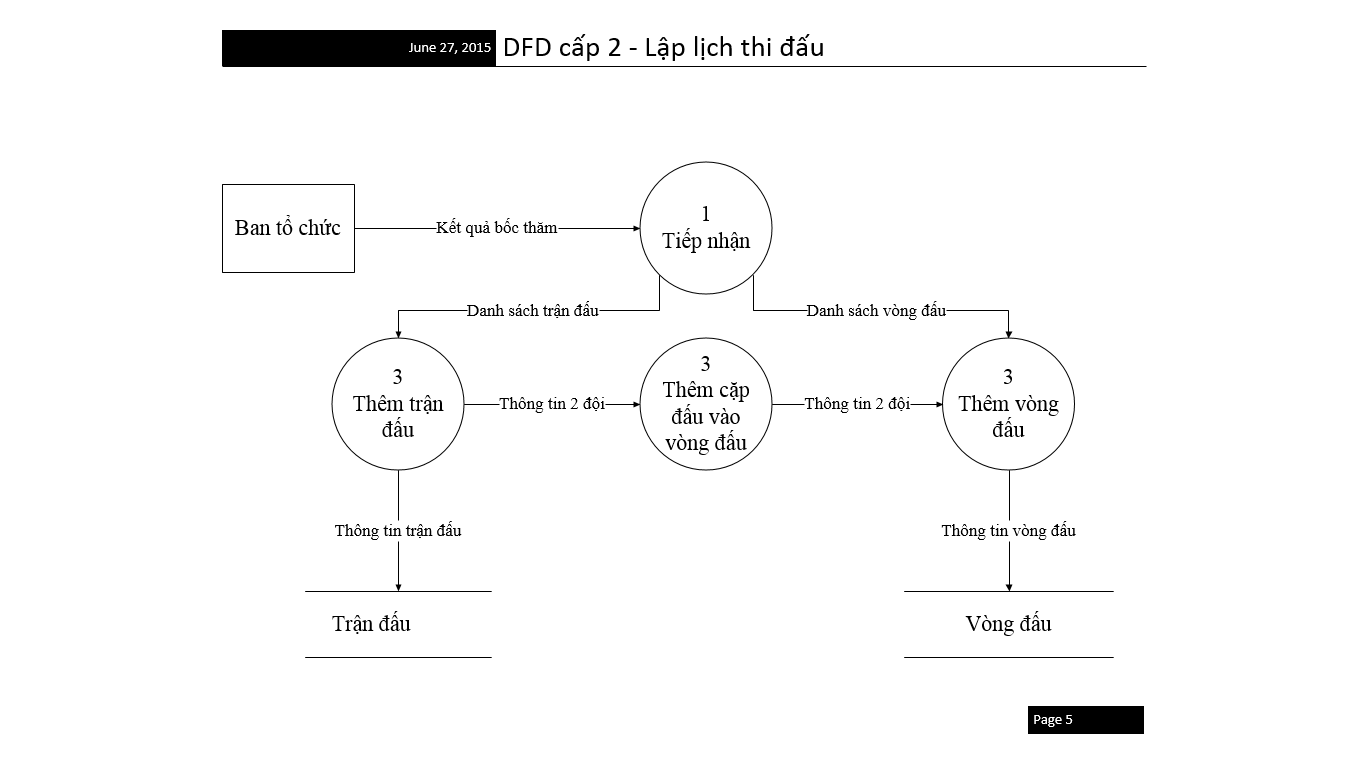 June 27, 2015 DFD cấp 2 - Lập lịch thi đấu
Ban tổ chức
Kết quả bốc thăm
1
Tiếp nhận
Danh sách trận đấu
Danh sách vòng đấu
3
Thêm trận
đấu
Thông tin 2 đội
3
Thêm cặp
đấu vào
vòng đấu
Thông tin 2 đội
3
Thêm vòng
đấu
Thông tin trận đấu
Thông tin vòng đấu
Trận đấu
Vòng đấu
Page 5